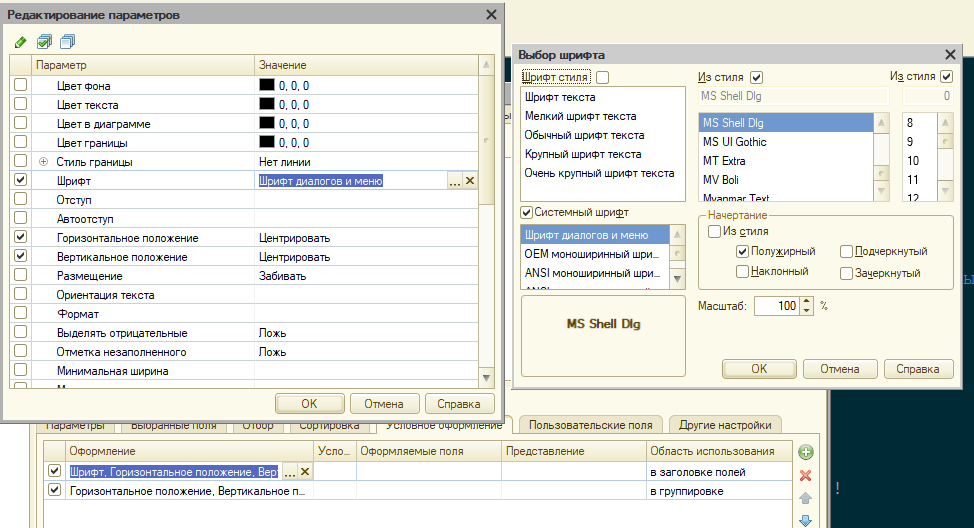 Редактирование параметров
Параметр Значение
Цвет фона 0, 0, 0
Цвет текста 0, 0, 0
Цвет в диаграмме 0, 0, 0
Цвет границы 0, 0, 0
Стиль границы Нет линии
Шрифт Шрифт диалогов и меню ...
Отступ
Автоотступ
Горизонтальное положение Центрировать
Вертикальное положение Центрировать
Размещение Забивать
Ориентация текста
Формат
Выделять отрицательные Ложь
Отметка незаполненного Ложь
Минимальная ширина
OK Отмена Справка
Выбор шрифта
Шрифт стиля Из стиля Из стиля
MS Shell Dlg 0
Шрифт текста
Мелкий шрифт текста
Обычный шрифт текста
Крупный шрифт текста
Очень крупный шрифт текста
MS Shell Dlg 8
MS UI Gothic 9
MT Extra 10
MV Boli 11
Myanmar Text 12
Системный шрифт
Шрифт диалогов и меню
OEM моноширинный шри...
ANSI моноширинный шри...
Начертание
Из стиля
Полужирный Подчеркнутый
Наклонный Зачеркнутый
Масштаб: 100 %
MS Shell Dlg
OK Отмена Справка
Параметры Выбранные поля Отбор Сортировка Условное оформление Пользовательские поля Другие настройки
Оформление Усло... Оформляемые поля Представление Область использования
Шрифт, Горизонтальное положение, Верт ... в заголовке полей
Горизонтальное положение, Вертикальное п... в группировке
!